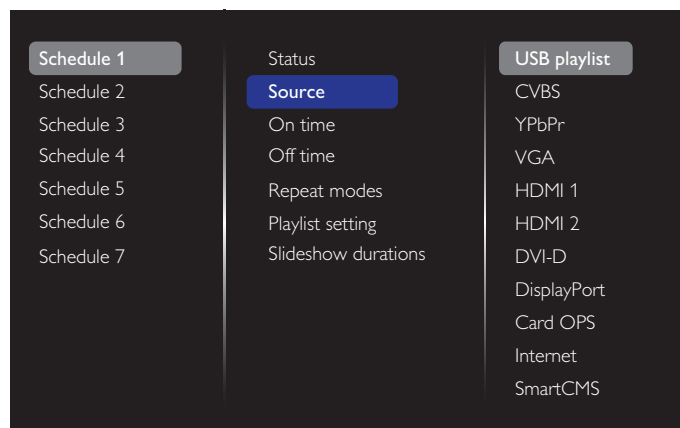 Schedule 1
Schedule 2
Schedule 3
Schedule 4
Schedule 5
Schedule 6
Schedule 7
Status
Source
On time
Off time
Repeat modes
Playlist setting
Slideshow durations
USB playlist
CVBS
YPbPr
VGA
HDMI 1
HDMI 2
DVI-D
DisplayPort
Card OPS
Internet
SmartCMS